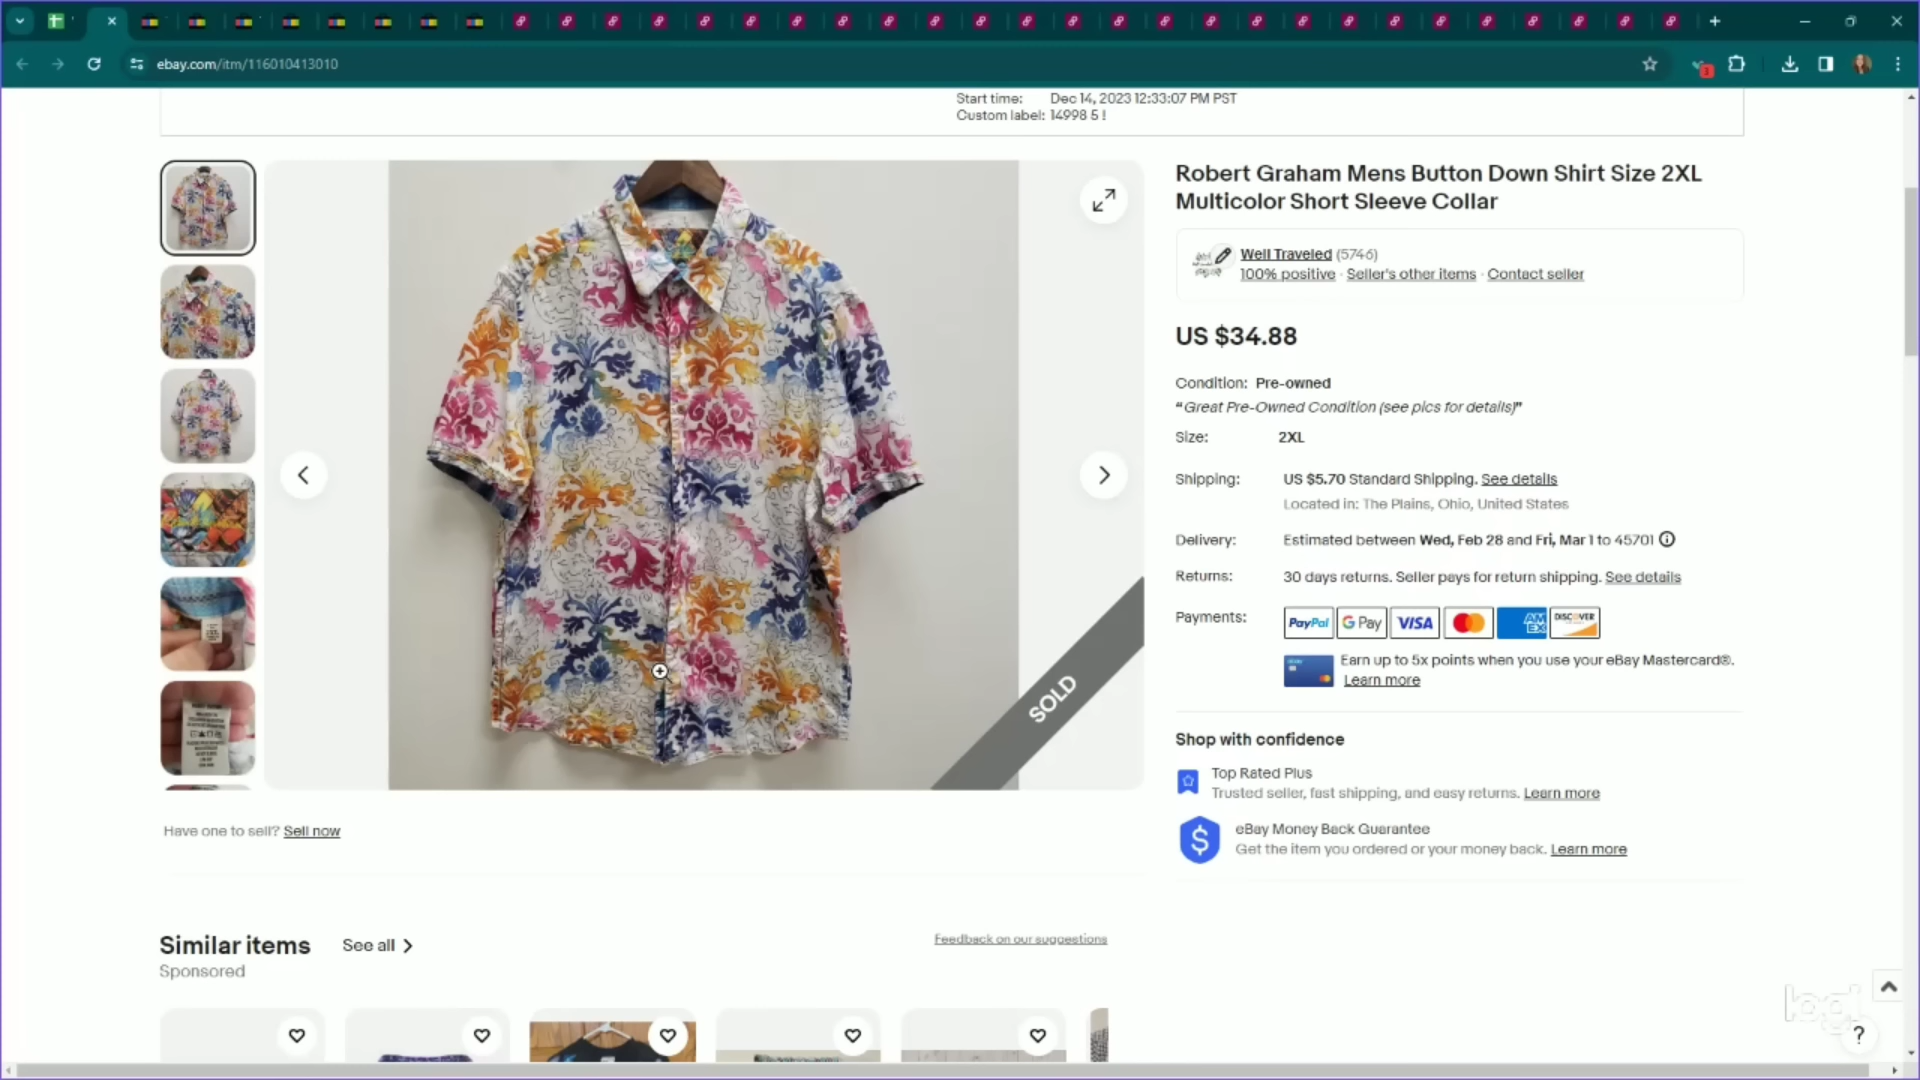 ebay.com/itm/116010413010
Start time: Dec 14, 2023 12:33:07 PM PST
Custom label: 14998 5 !
Robert Graham Mens Button Down Shirt Size 2XL
Multicolor Short Sleeve Collar
Well Traveled (5746)
100% positive · Seller's other items · Contact seller
US $34.88
Condition: Pre-owned
“Great Pre-Owned Condition (see pics for details)”
Size: 2XL
Shipping: US $5.70 Standard Shipping. See details
Located in: The Plains, Ohio, United States
Delivery: Estimated between Wed, Feb 28 and Fri, Mar 1 to 45701
Returns: 30 days returns. Seller pays for return shipping. See details
Payments: PayPal G Pay VISA AM EX DISCOVER
Earn up to 5x points when you use your eBay Mastercard®.
Learn more
SOLD
Shop with confidence
Top Rated Plus
Trusted seller, fast shipping, and easy returns. Learn more
eBay Money Back Guarantee
Get the item you ordered or your money back. Learn more
Have one to sell? Sell now
Similar items See all
Sponsored
Feedback on our suggestions
logi
?